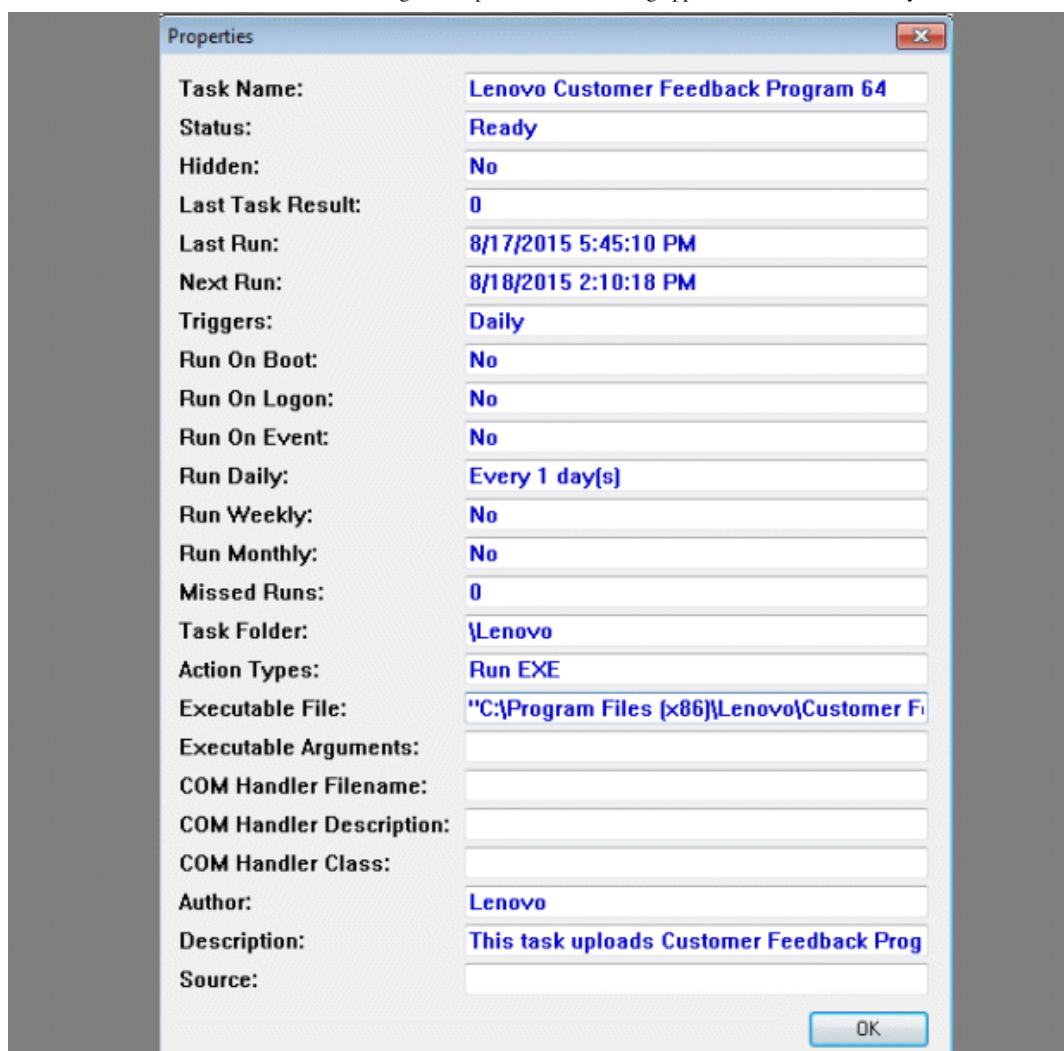 Properties
Task Name: Lenovo Customer Feedback Program 64
Status: Ready
Hidden: No
Last Task Result: 0
Last Run: 8/17/2015 5:45:10 PM
Next Run: 8/18/2015 2:10:18 PM
Triggers: Daily
Run On Boot: No
Run On Logon: No
Run On Event: No
Run Daily: Every 1 day(s)
Run Weekly: No
Run Monthly: No
Missed Runs: 0
Task Folder: \Lenovo
Action Types: Run EXE
Executable File: "C:\Program Files (x86)\Lenovo\Customer F
Executable Arguments:
COM Handler Filename:
COM Handler Description:
COM Handler Class:
Author: Lenovo
Description: This task uploads Customer Feedback Prog
Source:
OK